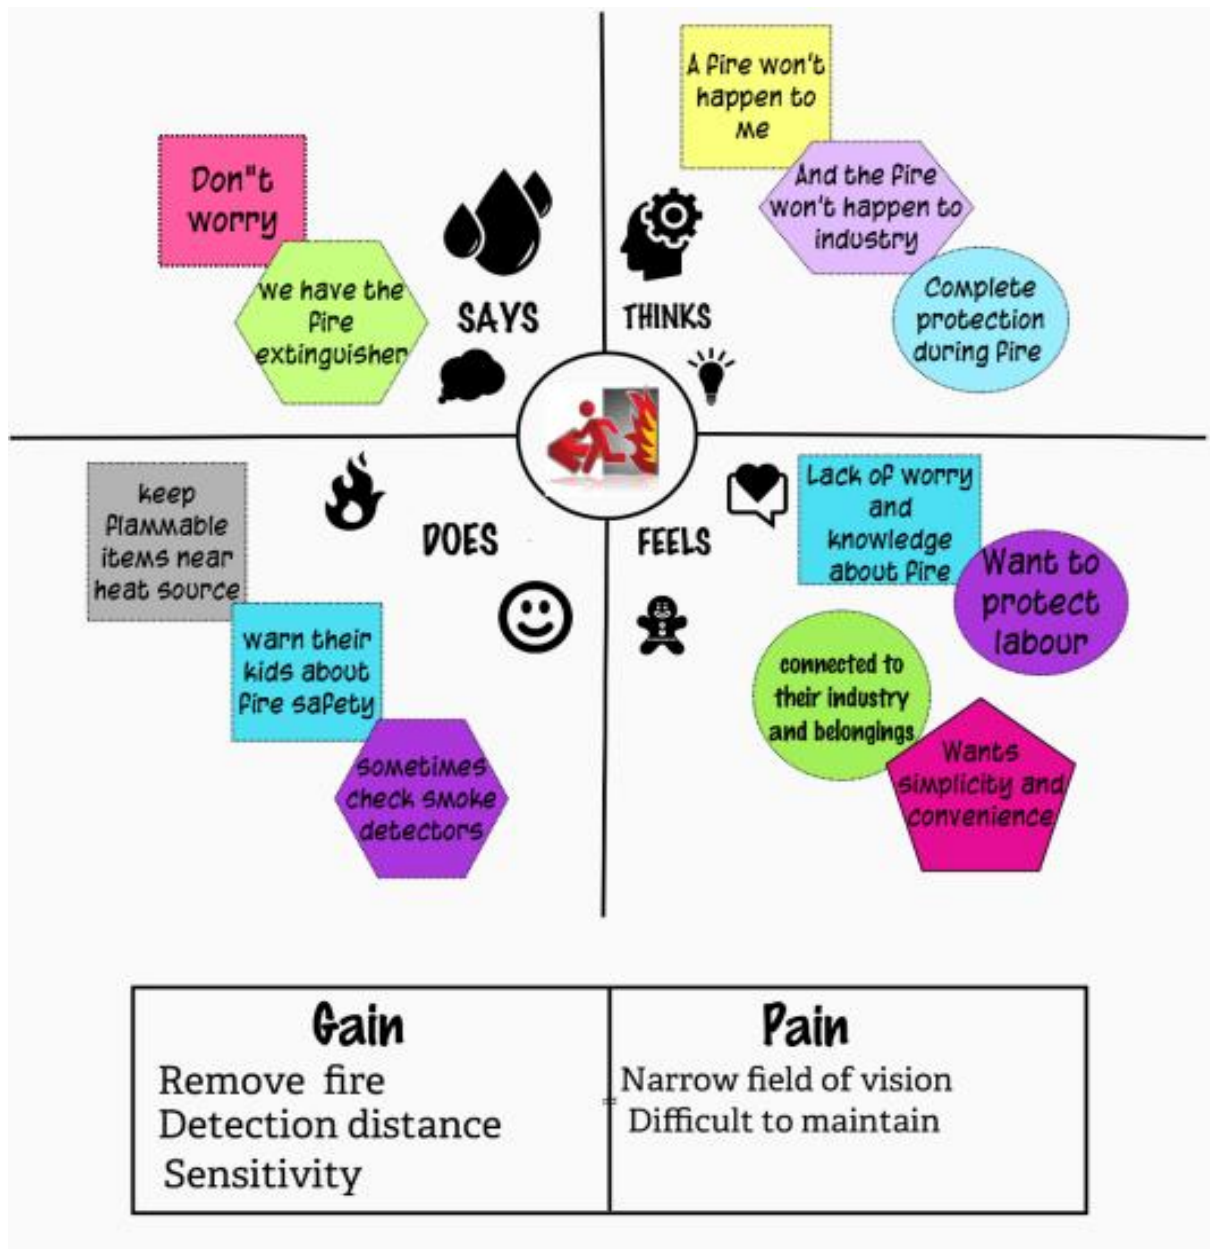 Don"t
worry
we have the
fire
extinguisher
SAYS
A fire won't
happen to
me
And the fire
won't happen to
industry
Complete
protection
during fire
THINKS
keep
flammable
items near
heat source
warn their
kids about
fire safety
sometimes
check smoke
detectors
DOES
FEELS
Lack of worry
and
knowledge
about fire
Want to
protect
labour
connected to
their industry
and belongings
Wants
simplicity and
convenience
Gain
Remove fire
Detection distance
Sensitivity
Pain
Narrow field of vision
Difficult to maintain